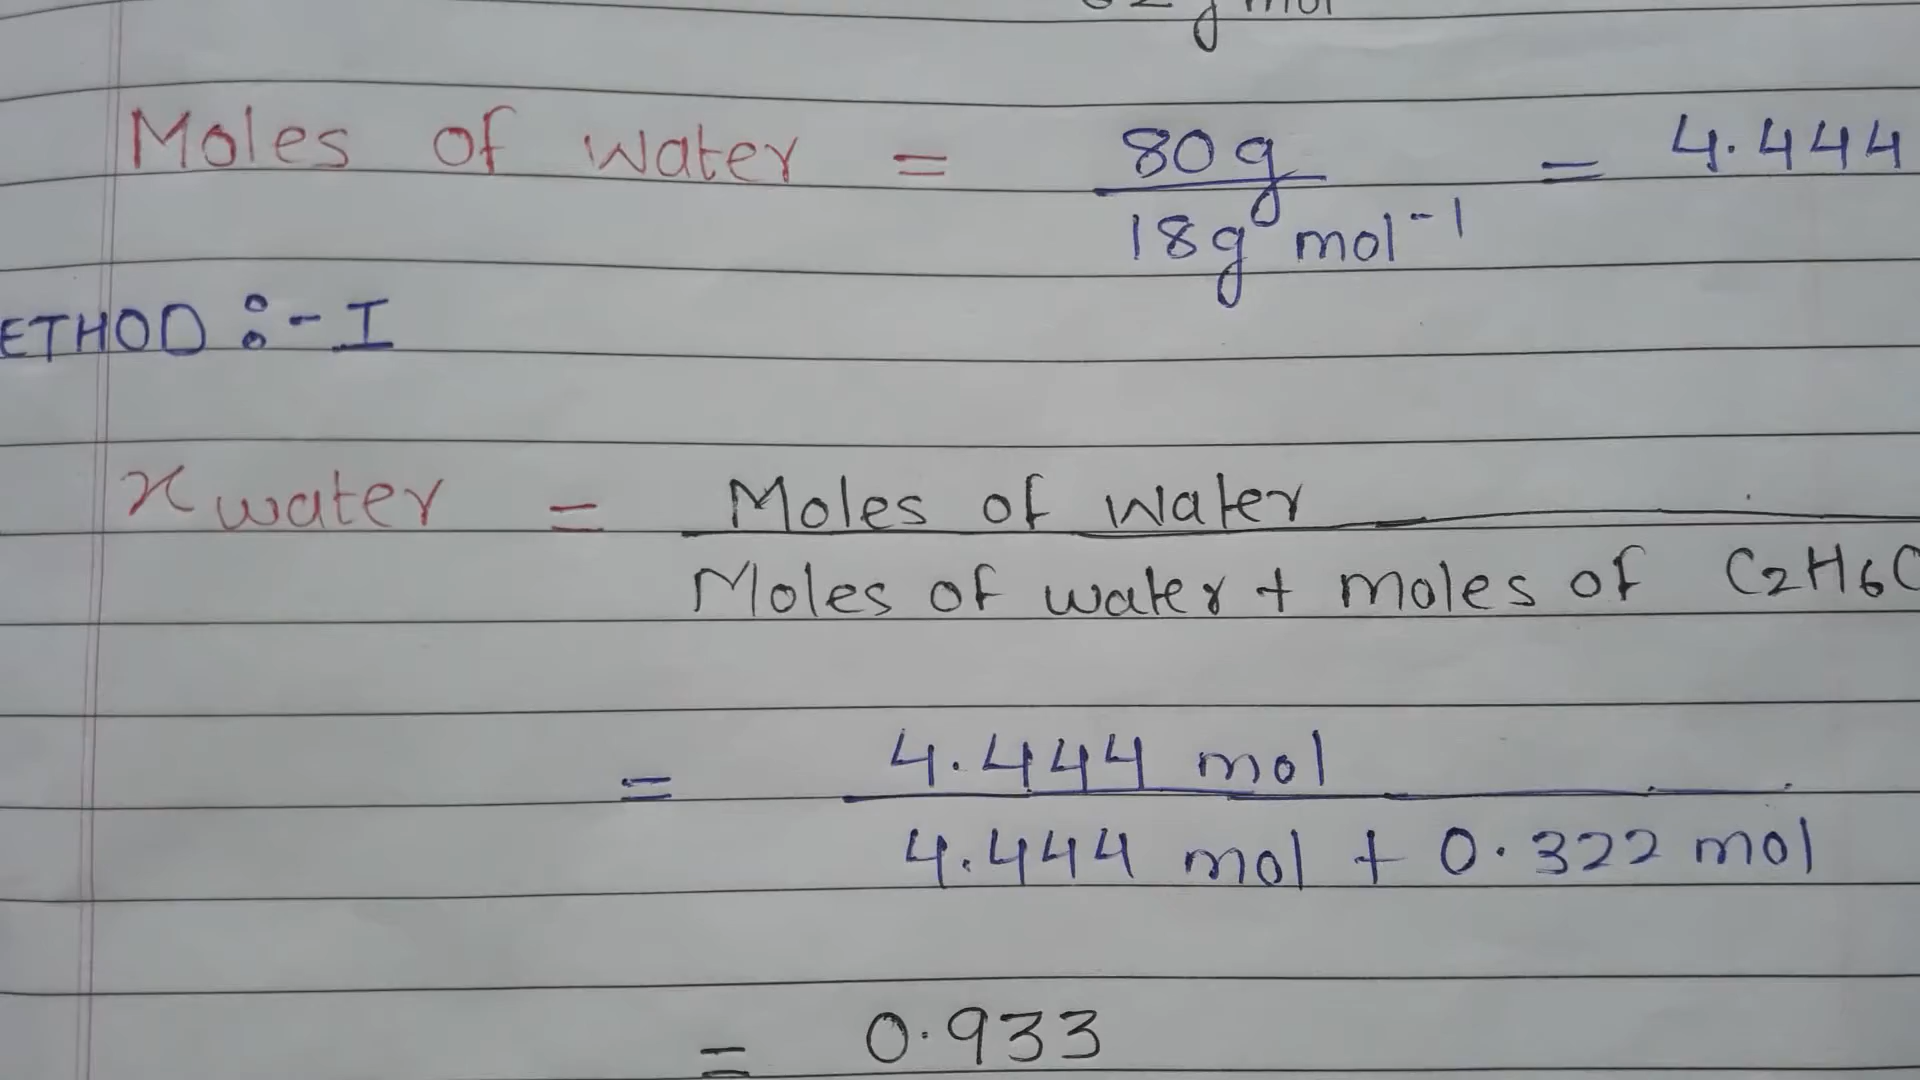 Moles of water = 80g = 4.444
18g mol⁻¹
ETHOD :- I
x water = Moles of water
Moles of water + moles of C2H6
= 4.444 mol
4.444 mol + 0.322 mol
= 0.933